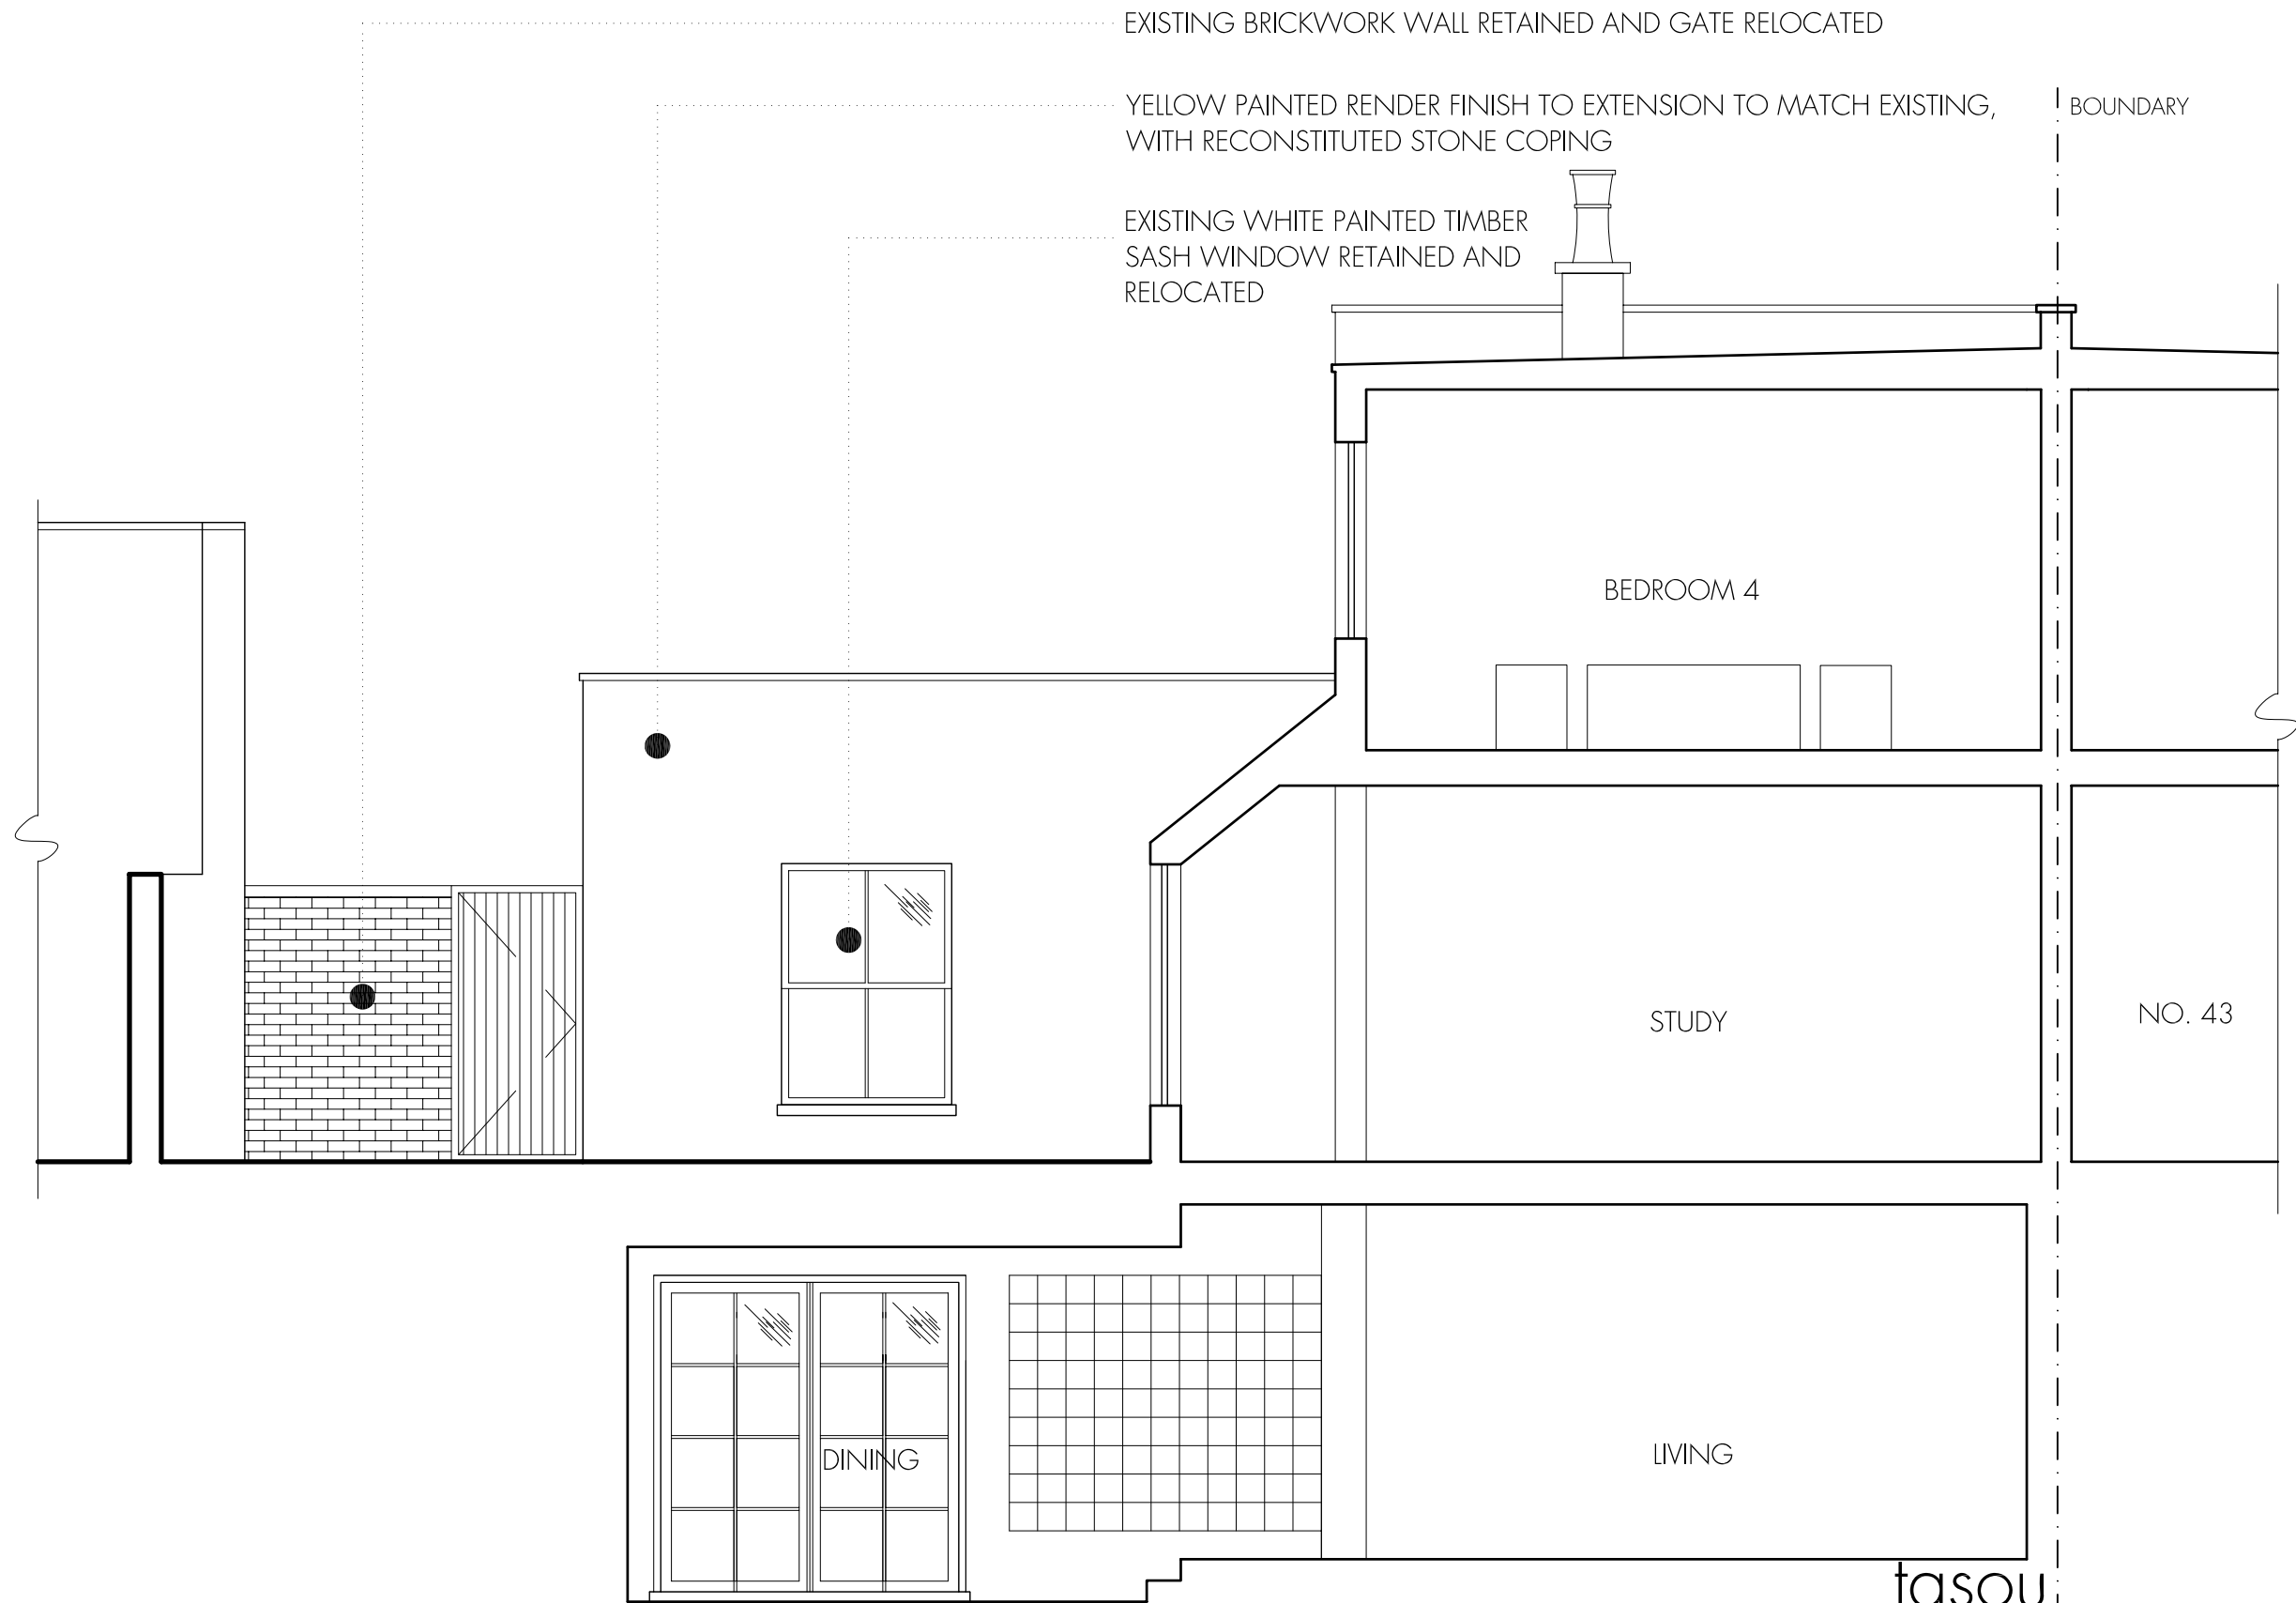 EXISTING BRICKWORK WALL RETAINED AND GATE RELOCATED
YELLOW PAINTED RENDER FINISH TO EXTENSION TO MATCH EXISTING,
WITH RECONSTITUTED STONE COPING
BOUNDARY
EXISTING WHITE PAINTED TIMBER
SASH WINDOW RETAINED AND
RELOCATED
BEDROOM 4
STUDY
NO. 43
DINING
LIVING
tasou